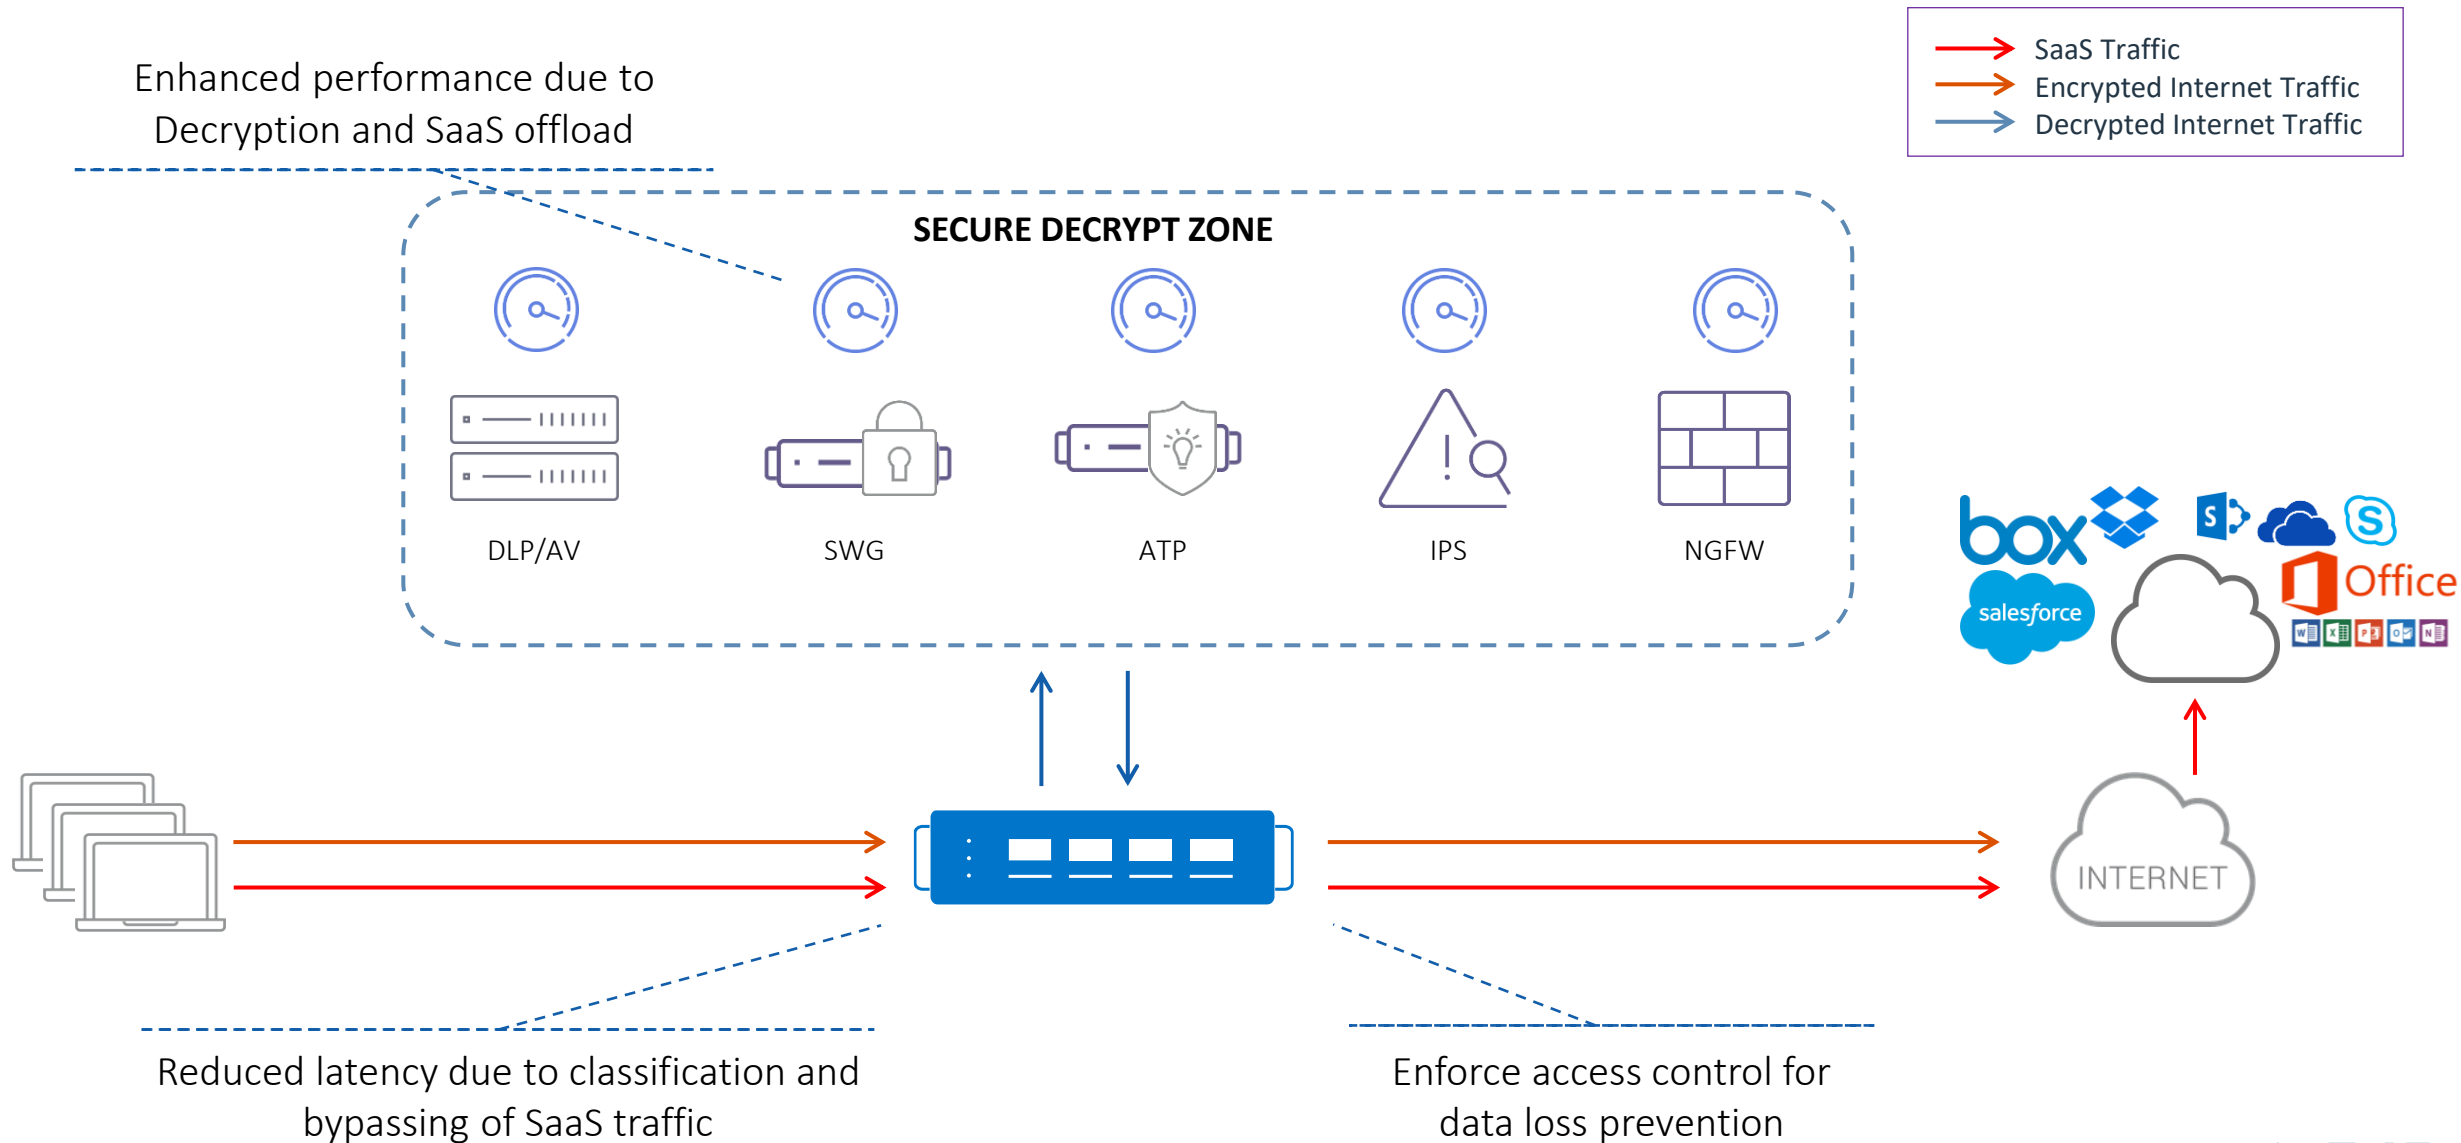 Enhanced performance due to
Decryption and SaaS offload
SaaS Traffic
Encrypted Internet Traffic
Decrypted Internet Traffic
SECURE DECRYPT ZONE
DLP/AV
SWG
ATP
IPS
NGFW
box
S
S
salesforce
Office
W
X
P
O
N
INTERNET
Reduced latency due to classification and
bypassing of SaaS traffic
Enforce access control for
data loss prevention